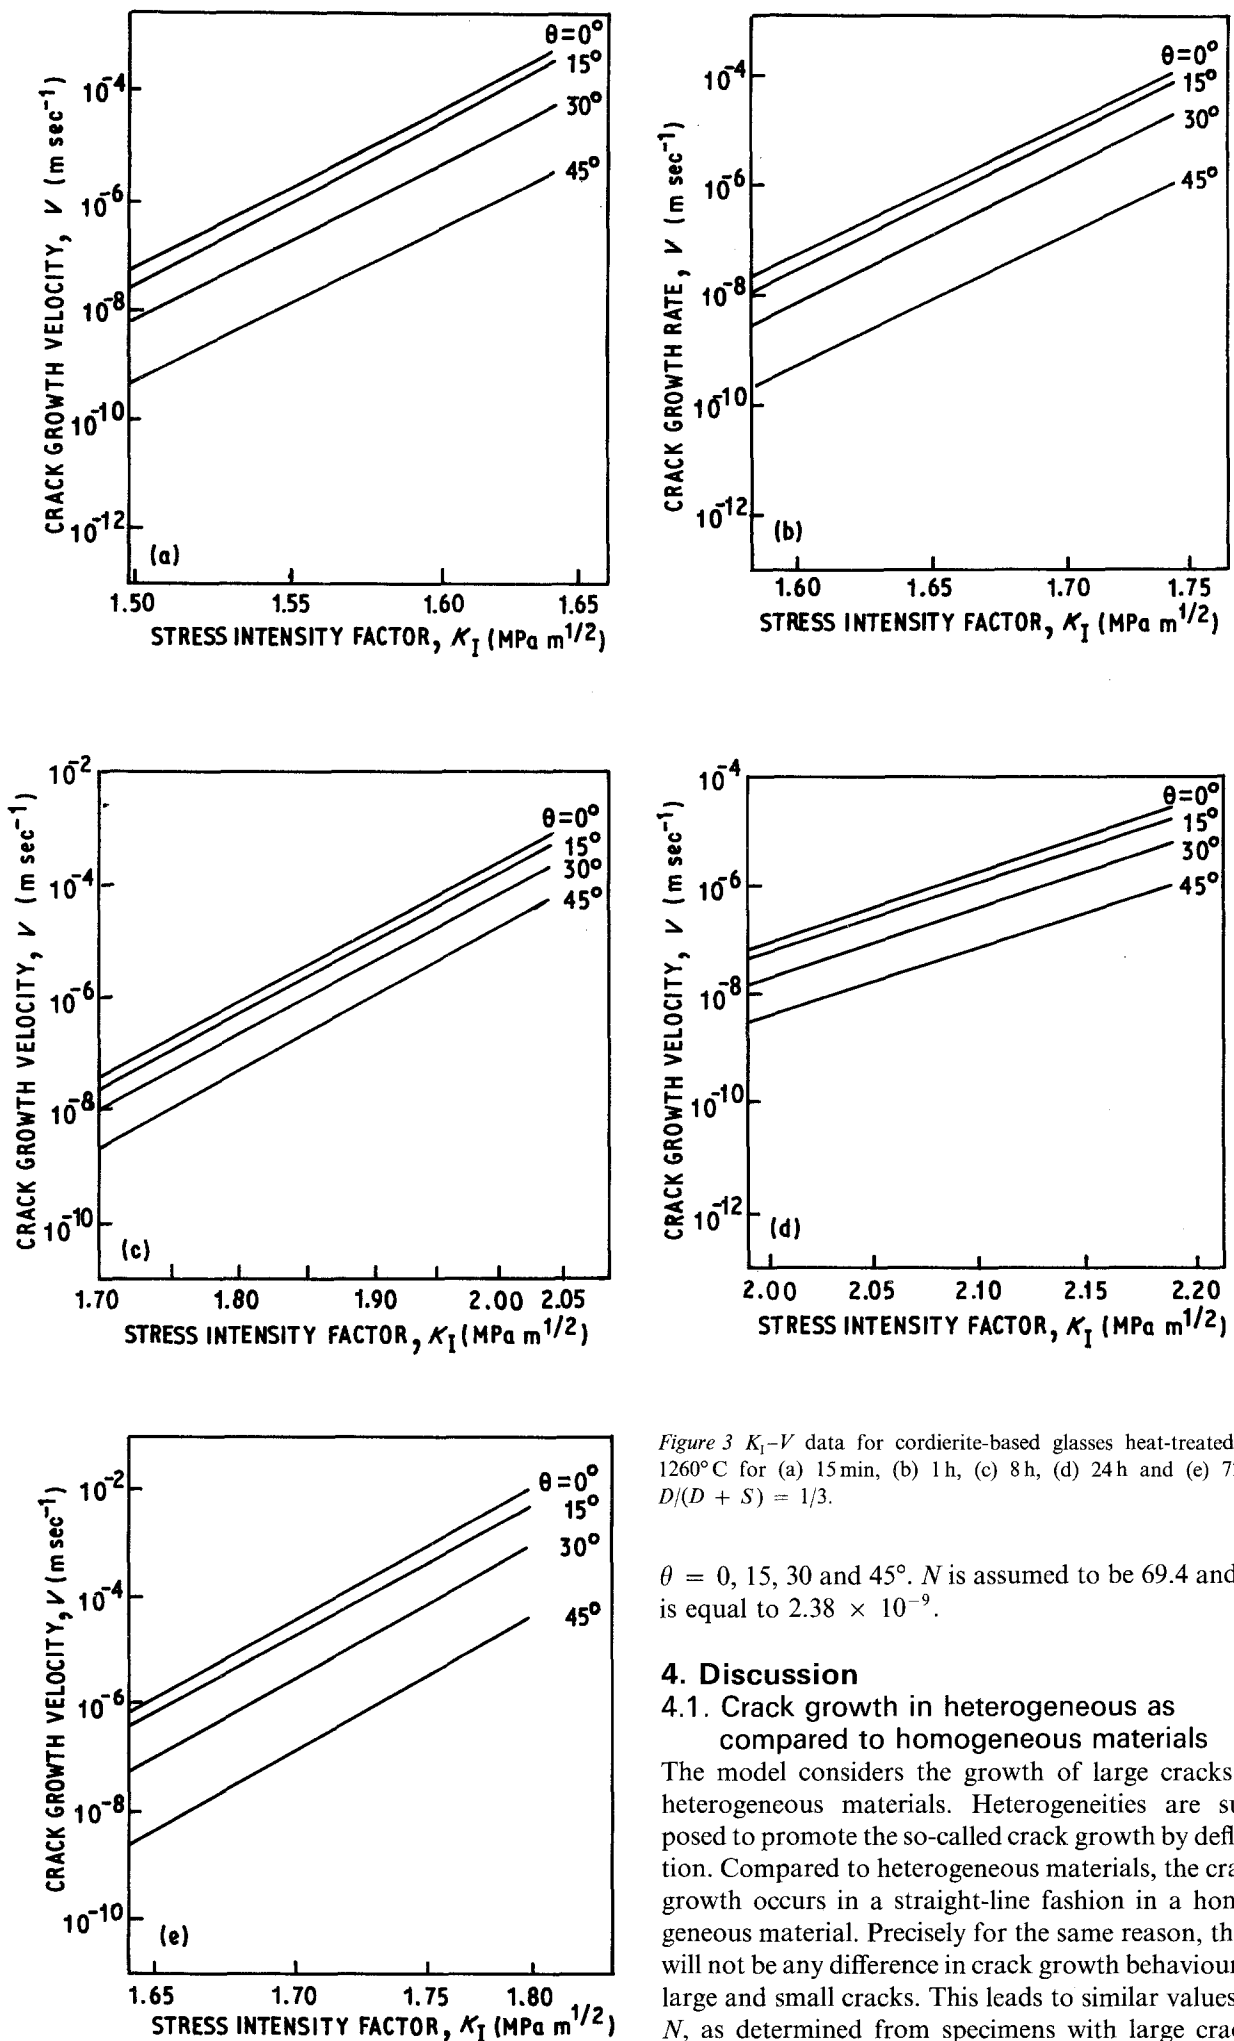 θ=0°
15°
30°
45°
10⁻⁴
10⁻⁶
10⁻⁸
10⁻¹⁰
10⁻¹²
CRACK GROWTH VELOCITY, V (m sec⁻¹)
(a)
1.50 1.55 1.60 1.65
STRESS INTENSITY FACTOR, K_I (MPa m^1/2)
θ=0°
15°
30°
45°
10⁻⁴
10⁻⁶
10⁻⁸
10⁻¹⁰
10⁻¹²
CRACK GROWTH RATE, V (m sec⁻¹)
(b)
1.60 1.65 1.70 1.75
STRESS INTENSITY FACTOR, K_I (MPa m^1/2)
10⁻²
10⁻⁴
10⁻⁶
10⁻⁸
10⁻¹⁰
CRACK GROWTH VELOCITY, V (m sec⁻¹)
θ=0°
15°
30°
45°
(c)
1.70 1.80 1.90 2.00 2.05
STRESS INTENSITY FACTOR, K_I (MPa m^1/2)
10⁻⁴
10⁻⁶
10⁻⁸
10⁻¹⁰
10⁻¹²
CRACK GROWTH VELOCITY, V (m sec⁻¹)
θ=0°
15°
30°
45°
(d)
2.00 2.05 2.10 2.15 2.20
STRESS INTENSITY FACTOR, K_I (MPa m^1/2)
10⁻²
10⁻⁴
10⁻⁶
10⁻⁸
10⁻¹⁰
CRACK GROWTH VELOCITY, V (m sec⁻¹)
θ=0°
15°
30°
45°
(e)
1.65 1.70 1.75 1.80
STRESS INTENSITY FACTOR, K_I (MPa m^1/2)
Figure 3 K_I–V data for cordierite-based glasses heat-treated
1260° C for (a) 15 min, (b) 1 h, (c) 8 h, (d) 24 h and (e) 7
D/(D + S) = 1/3.
θ = 0, 15, 30 and 45°. N is assumed to be 69.4 and
is equal to 2.38 × 10⁻⁹.
4. Discussion
4.1. Crack growth in heterogeneous as
compared to homogeneous materials
The model considers the growth of large cracks
heterogeneous materials. Heterogeneities are su
posed to promote the so-called crack growth by defl
tion. Compared to heterogeneous materials, the cra
growth occurs in a straight-line fashion in a hom
geneous material. Precisely for the same reason, the
will not be any difference in crack growth behaviour
large and small cracks. This leads to similar values
N, as determined from specimens with large crac